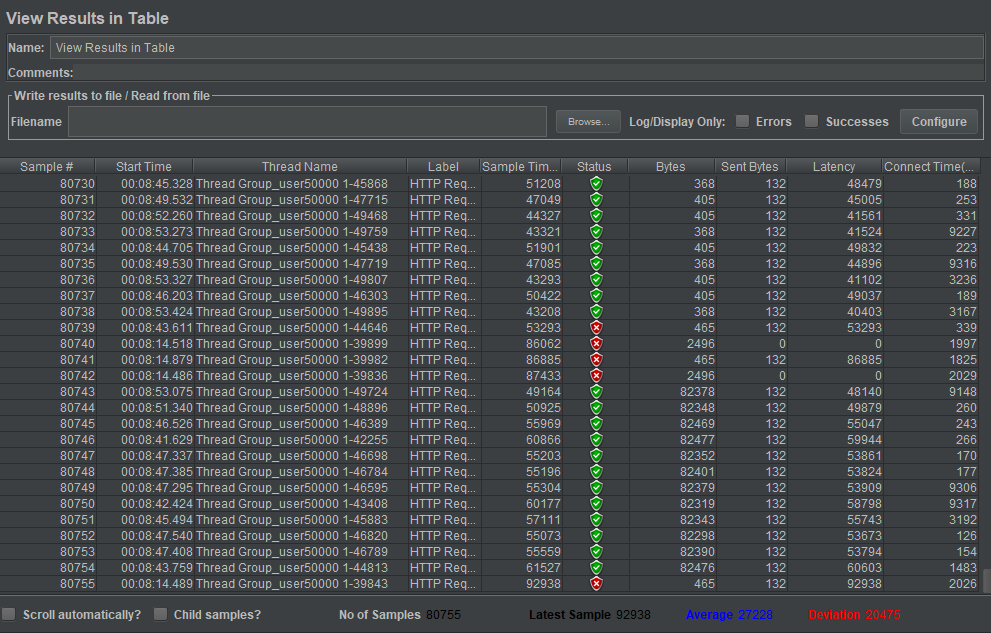 View Results in Table
Name: View Results in Table
Comments:
Write results to file / Read from file
Filename Browse... Log/Display Only: Errors Successes Configure
Sample # Start Time Thread Name Label Sample Tim... Status Bytes Sent Bytes Latency Connect Time(...
80730 00:08:45.328 Thread Group_user50000 1-45868 HTTP Req... 51208 368 132 48479 188
80731 00:08:49.532 Thread Group_user50000 1-47715 HTTP Req... 47049 405 132 45005 253
80732 00:08:52.260 Thread Group_user50000 1-49468 HTTP Req... 44327 405 132 41561 331
80733 00:08:53.273 Thread Group_user50000 1-49759 HTTP Req... 43321 368 132 41524 9227
80734 00:08:44.705 Thread Group_user50000 1-45438 HTTP Req... 51901 405 132 49832 223
80735 00:08:49.530 Thread Group_user50000 1-47719 HTTP Req... 47085 368 132 44896 9316
80736 00:08:53.327 Thread Group_user50000 1-49807 HTTP Req... 43293 405 132 41102 3236
80737 00:08:46.203 Thread Group_user50000 1-46303 HTTP Req... 50422 405 132 49037 189
80738 00:08:53.424 Thread Group_user50000 1-49895 HTTP Req... 43208 368 132 40403 3167
80739 00:08:43.611 Thread Group_user50000 1-44646 HTTP Req... 53293 465 132 53293 339
80740 00:08:14.518 Thread Group_user50000 1-39899 HTTP Req... 86062 2496 0 0 1997
80741 00:08:14.879 Thread Group_user50000 1-39982 HTTP Req... 86885 465 132 86885 1825
80742 00:08:14.486 Thread Group_user50000 1-39836 HTTP Req... 87433 2496 0 0 2029
80743 00:08:53.075 Thread Group_user50000 1-49724 HTTP Req... 49164 82378 132 48140 9148
80744 00:08:51.340 Thread Group_user50000 1-48896 HTTP Req... 50925 82348 132 49879 260
80745 00:08:46.526 Thread Group_user50000 1-46389 HTTP Req... 55969 82469 132 55047 243
80746 00:08:41.629 Thread Group_user50000 1-42255 HTTP Req... 60866 82477 132 59944 266
80747 00:08:47.337 Thread Group_user50000 1-46698 HTTP Req... 55203 82352 132 53861 170
80748 00:08:47.385 Thread Group_user50000 1-46784 HTTP Req... 55196 82401 132 53824 177
80749 00:08:47.295 Thread Group_user50000 1-46595 HTTP Req... 55304 82379 132 53909 9306
80750 00:08:42.424 Thread Group_user50000 1-43408 HTTP Req... 60177 82319 132 58798 9317
80751 00:08:45.494 Thread Group_user50000 1-45883 HTTP Req... 57111 82343 132 55743 3192
80752 00:08:47.540 Thread Group_user50000 1-46820 HTTP Req... 55073 82298 132 53673 126
80753 00:08:47.408 Thread Group_user50000 1-46789 HTTP Req... 55559 82390 132 53794 154
80754 00:08:43.759 Thread Group_user50000 1-44813 HTTP Req... 61527 82476 132 60603 1483
80755 00:08:14.489 Thread Group_user50000 1-39843 HTTP Req... 92938 465 132 92938 2026
Scroll automatically? Child samples? No of Samples 80755 Latest Sample 92938 Average 27228 Deviation 20475